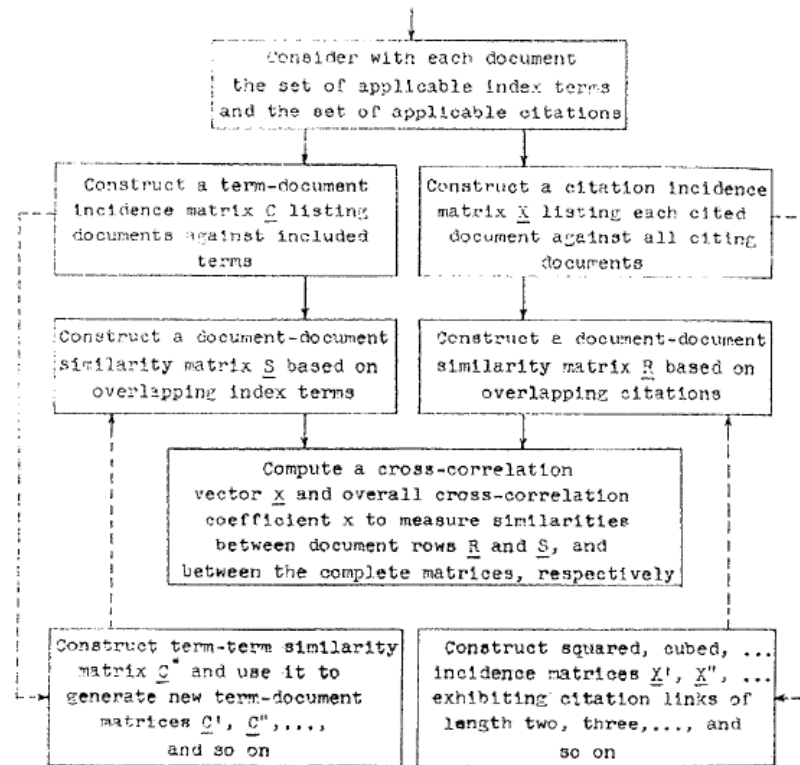 Consider with each document
the set of applicable index terms
and the set of applicable citations
Construct a term-document
incidence matrix C listing
documents against included
terms
Construct a citation incidence
matrix X listing each cited
document against all citing
documents
Construct a document-document
similarity matrix S based on
overlapping index terms
Construct a document-document
similarity matrix R based on
overlapping citations
Compute a cross-correlation
vector x and overall cross-correlation
coefficient x to measure similarities
between document rows R and S, and
between the complete matrices, respectively
Construct term-term similarity
matrix C* and use it to
generate new term-document
matrices C', C",...,
and so on
Construct squared, cubed, ...
incidence matrices X', X", ...
exhibiting citation links of
length two, three,..., and
so on